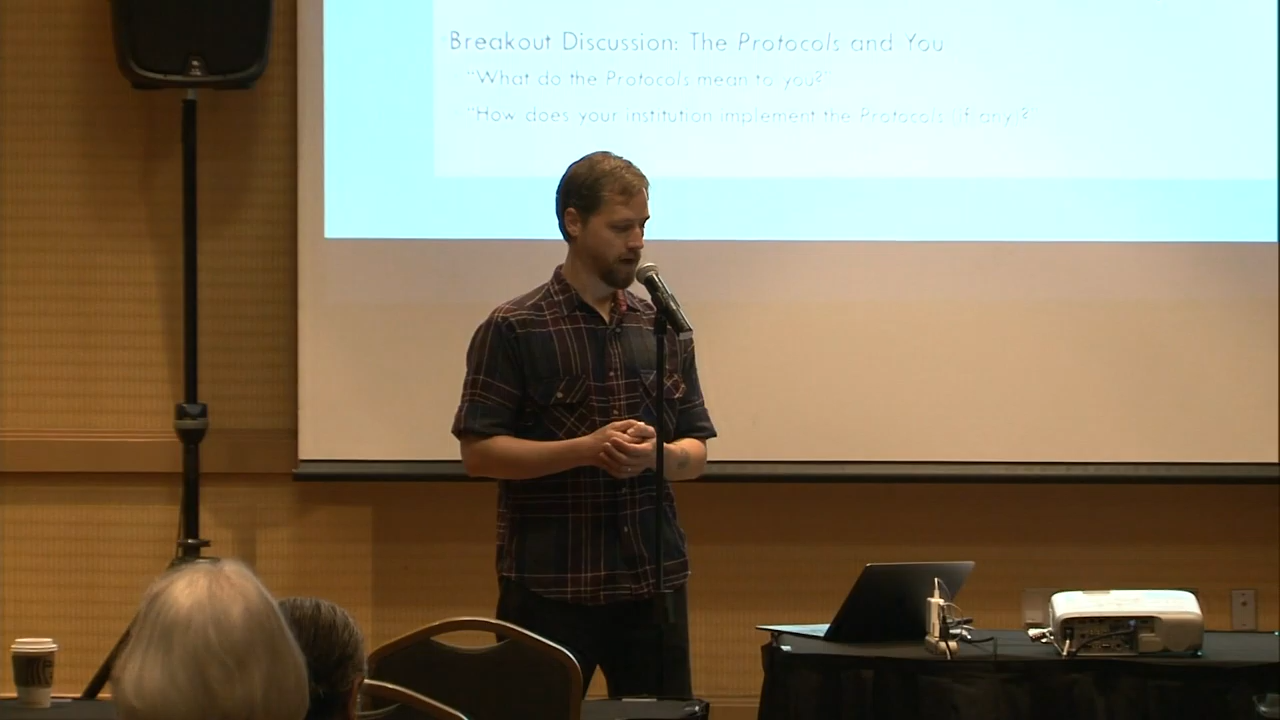 Breakout Discussion: The Protocols and You
"What do the Protocols mean to you?"
"How does your institution implement the Protocols (if any)?"